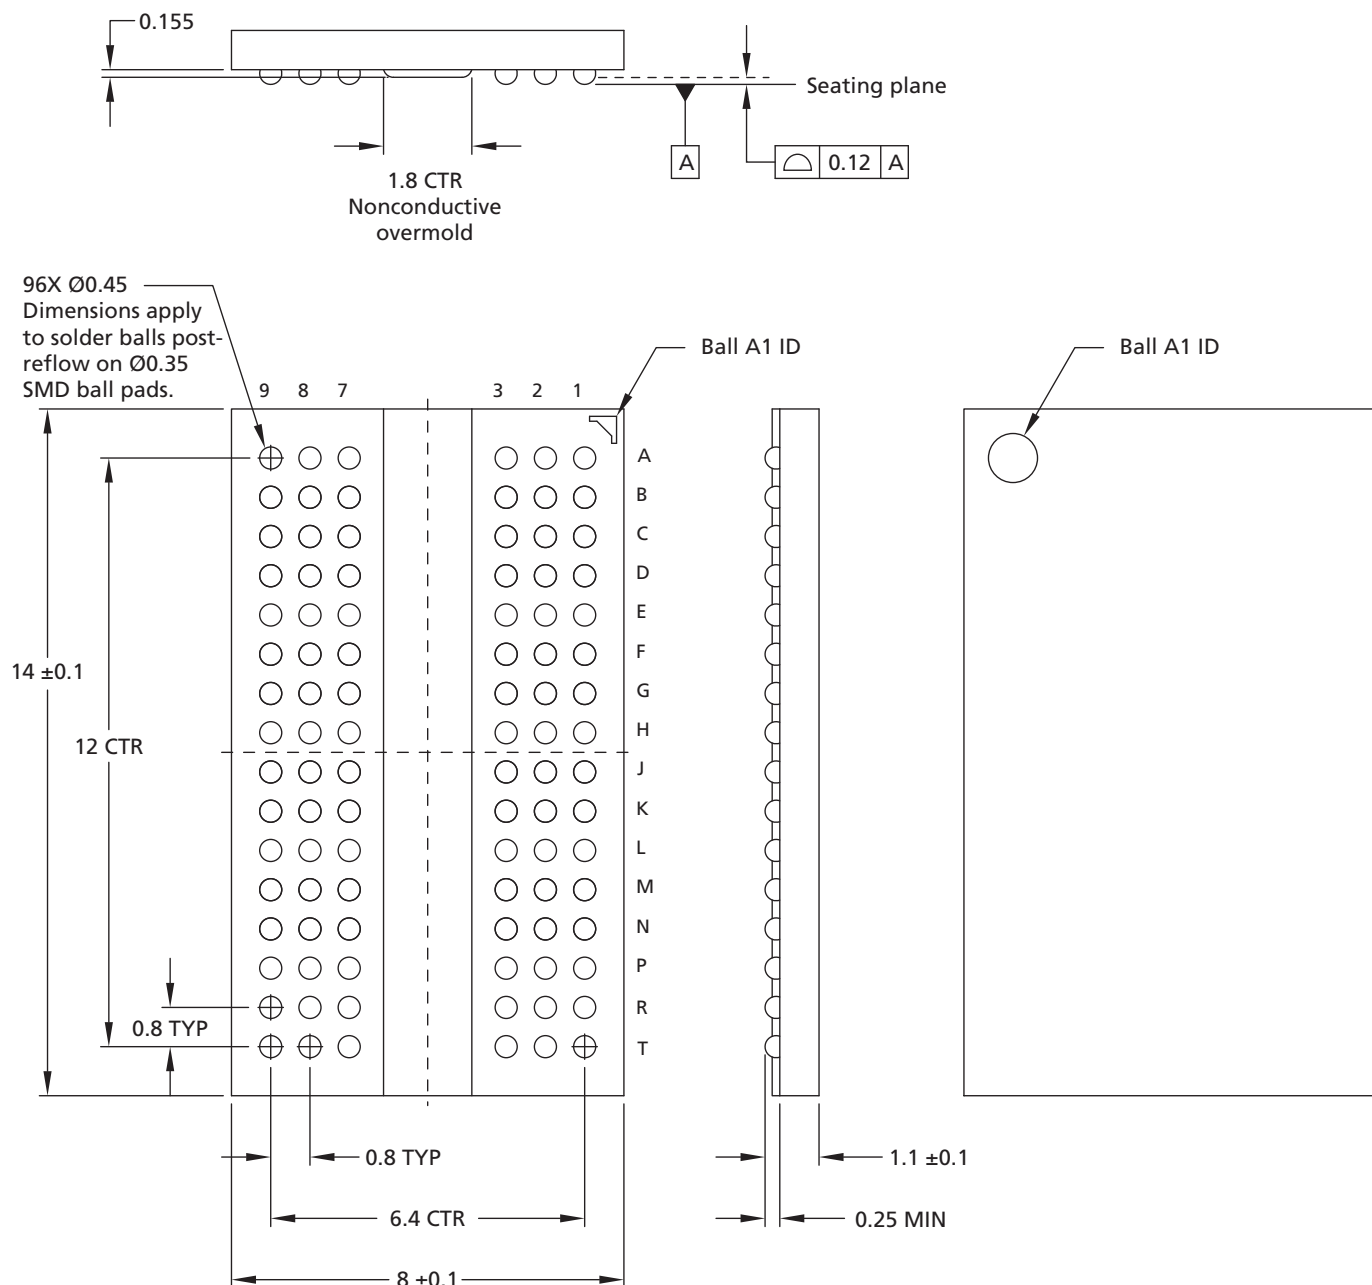 0.155
Seating plane
A
0.12 A
1.8 CTR
Nonconductive
overmold
96X Ø0.45
Dimensions apply
to solder balls post-
reflow on Ø0.35
SMD ball pads.
Ball A1 ID
Ball A1 ID
9 8 7 3 2 1
A
B
C
D
E
F
14 ±0.1
G
H
12 CTR
J
K
L
M
N
P
R
0.8 TYP
T
0.8 TYP
1.1 ±0.1
6.4 CTR
0.25 MIN
8 ±0.1